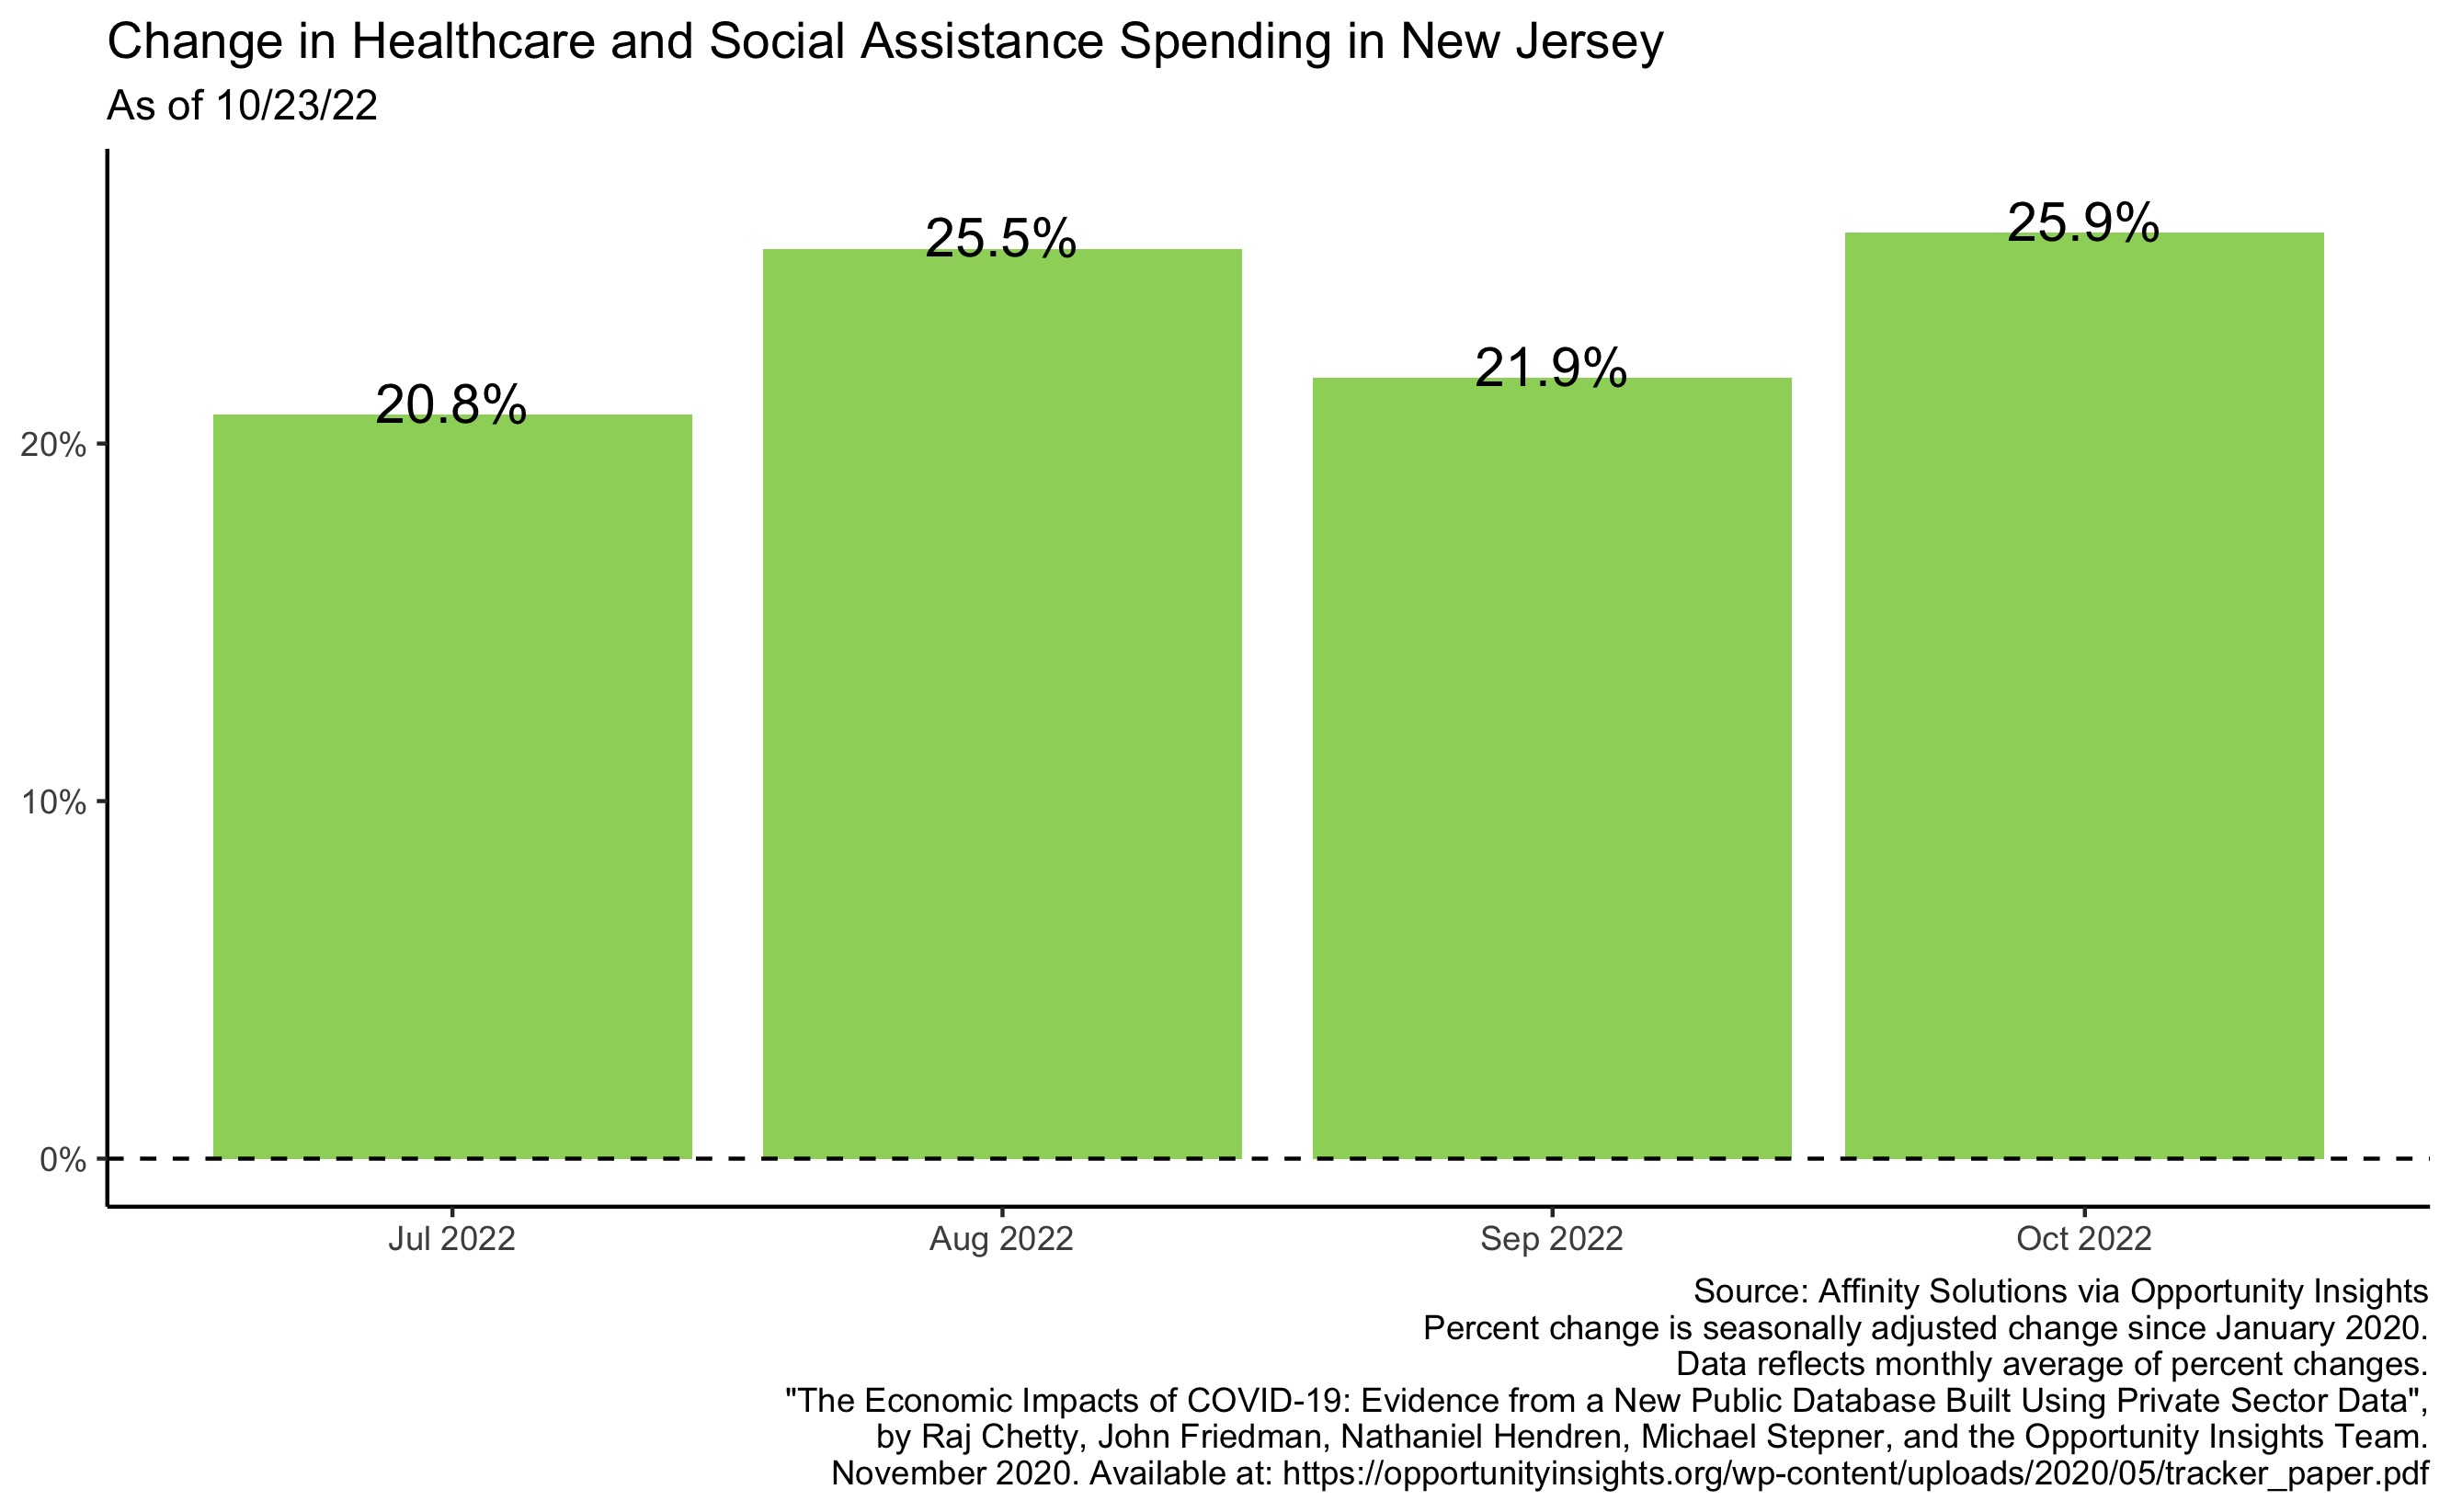 Change in Healthcare and Social Assistance Spending in New Jersey
As of 10/23/22
20.8%
25.5%
21.9%
25.9%
20%
10%
0%
Jul 2022
Aug 2022
Sep 2022
Oct 2022
Source: Affinity Solutions via Opportunity Insights
Percent change is seasonally adjusted change since January 2020.
Data reflects monthly average of percent changes.
"The Economic Impacts of COVID-19: Evidence from a New Public Database Built Using Private Sector Data",
by Raj Chetty, John Friedman, Nathaniel Hendren, Michael Stepner, and the Opportunity Insights Team.
November 2020. Available at: https://opportunityinsights.org/wp-content/uploads/2020/05/tracker_paper.pdf